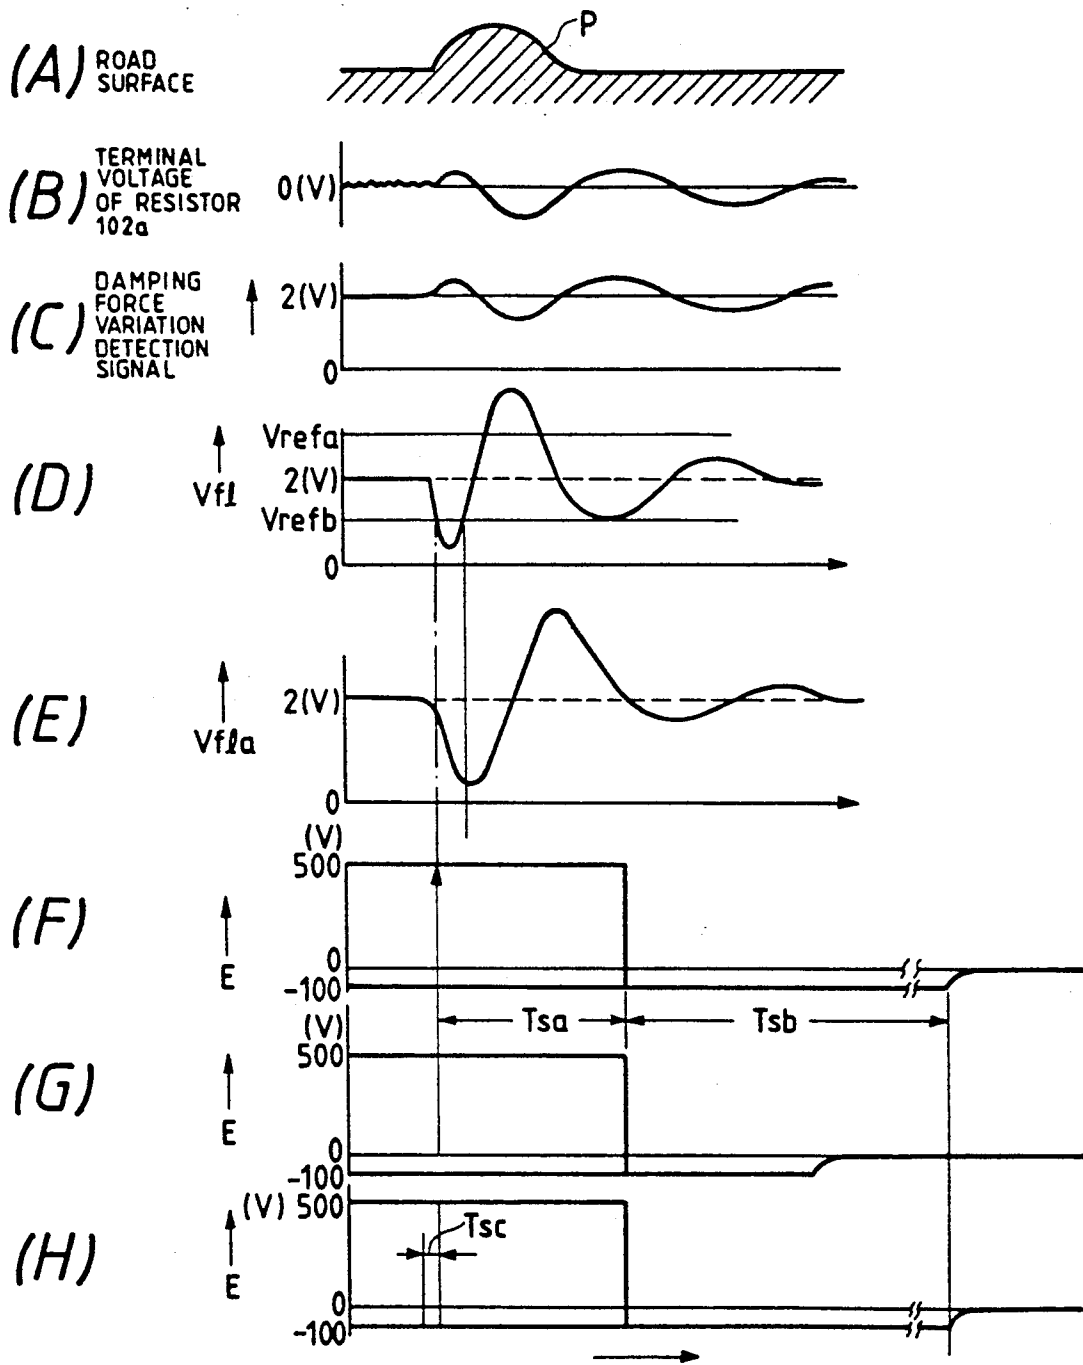 P
(A) ROAD
SURFACE
(B) TERMINAL
VOLTAGE
OF RESISTOR
102a
0(V)
(C) DAMPING
FORCE
VARIATION
DETECTION
SIGNAL
2(V)
0
(D)
Vfl
Vrefa
2(V)
Vrefb
0
(E)
Vfla
2(V)
0
(F)
E
(V)
500
0
-100
Tsa
Tsb
(G)
E
(V)
500
0
-100
(H)
E
(V) 500
Tsc
0
-100